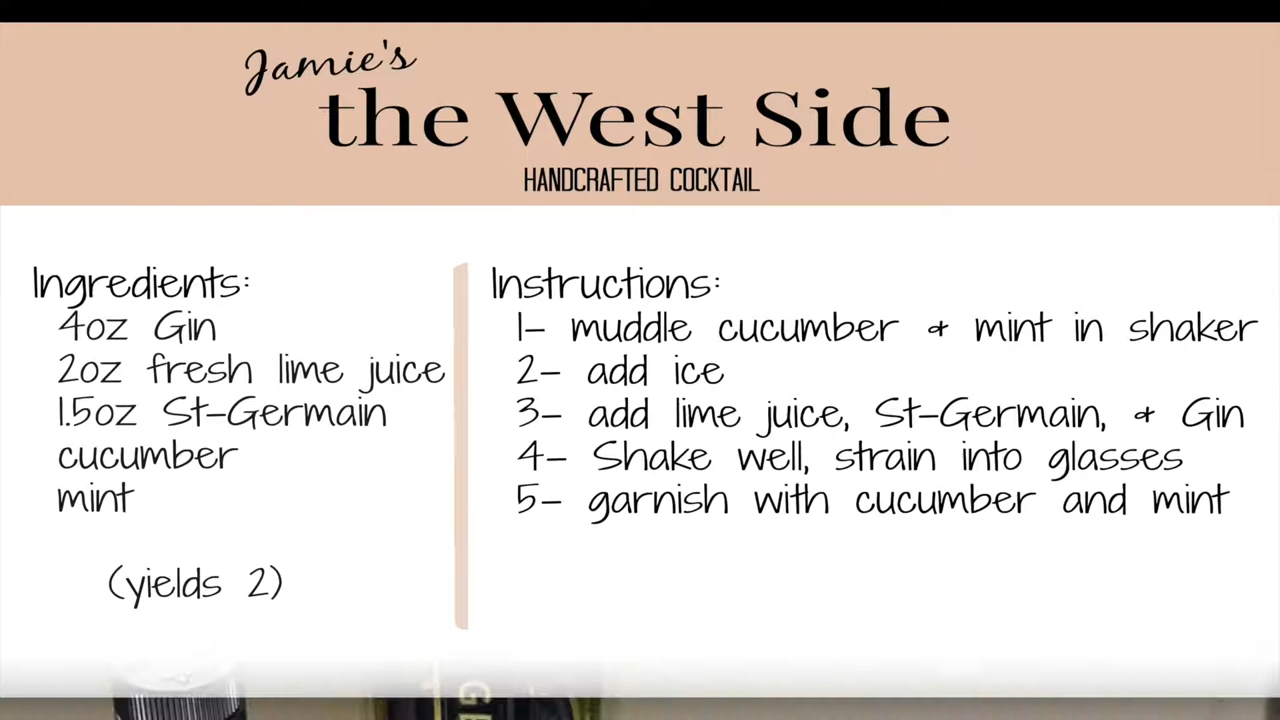 Jamie's
the West Side
HANDCRAFTED COCKTAIL
Ingredients:
4oz Gin
2oz fresh lime juice
1.5oz St-Germain
cucumber
mint
(yields 2)
Instructions:
1- muddle cucumber & mint in shaker
2- add ice
3- add lime juice, St-Germain, & Gin
4- Shake well, strain into glasses
5- garnish with cucumber and mint